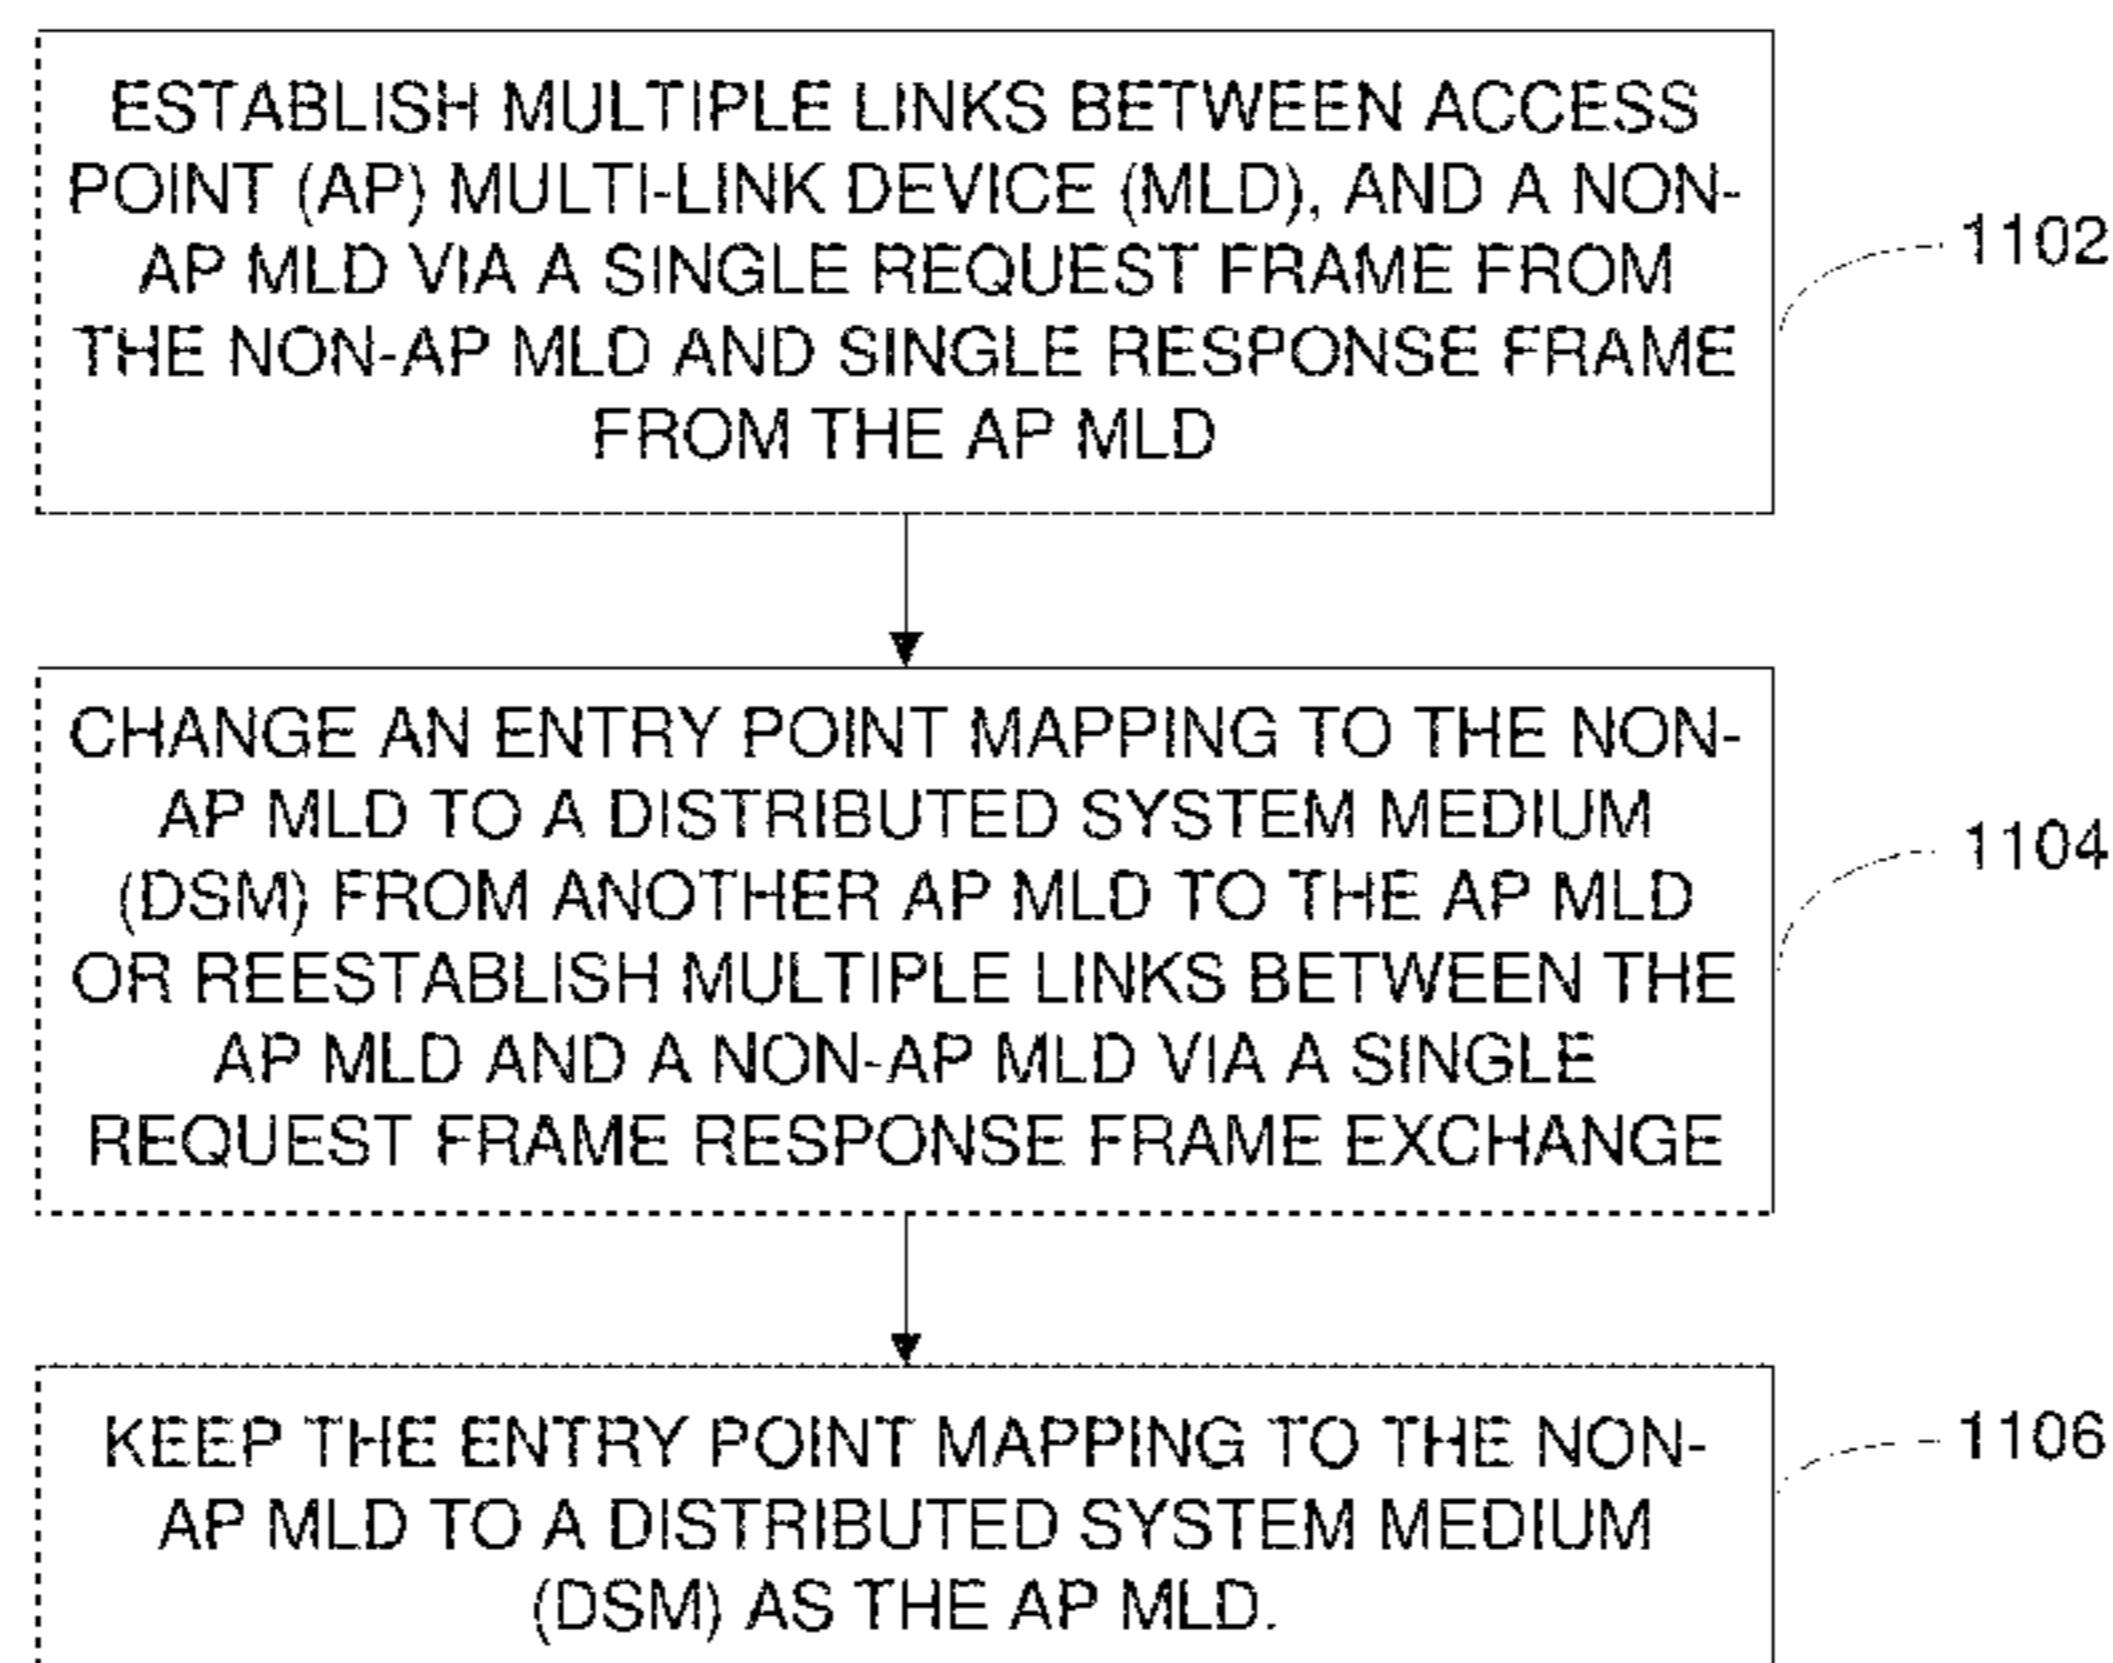 ESTABLISH MULTIPLE LINKS BETWEEN ACCESS
POINT (AP) MULTI-LINK DEVICE (MLD), AND A NON-
AP MLD VIA A SINGLE REQUEST FRAME FROM
THE NON-AP MLD AND SINGLE RESPONSE FRAME
FROM THE AP MLD
1102
CHANGE AN ENTRY POINT MAPPING TO THE NON-
AP MLD TO A DISTRIBUTED SYSTEM MEDIUM
(DSM) FROM ANOTHER AP MLD TO THE AP MLD
OR REESTABLISH MULTIPLE LINKS BETWEEN THE
AP MLD AND A NON-AP MLD VIA A SINGLE
REQUEST FRAME RESPONSE FRAME EXCHANGE
1104
KEEP THE ENTRY POINT MAPPING TO THE NON-
AP MLD TO A DISTRIBUTED SYSTEM MEDIUM
(DSM) AS THE AP MLD.
1106